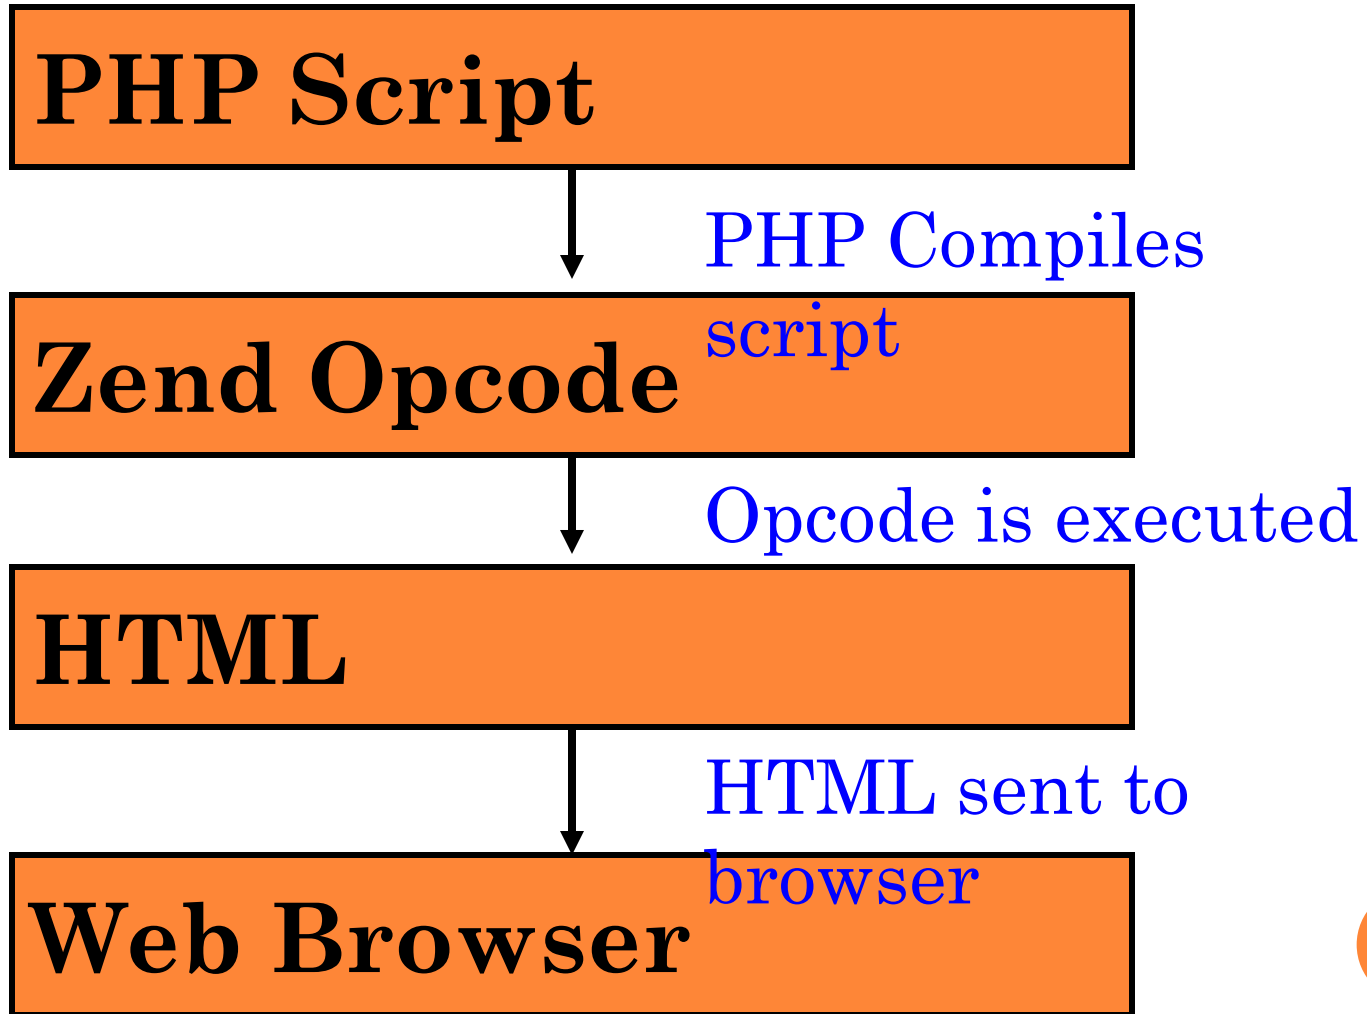 PHP Script
PHP Compiles
script
Zend Opcode
Opcode is executed
HTML
HTML sent to
browser
Web Browser